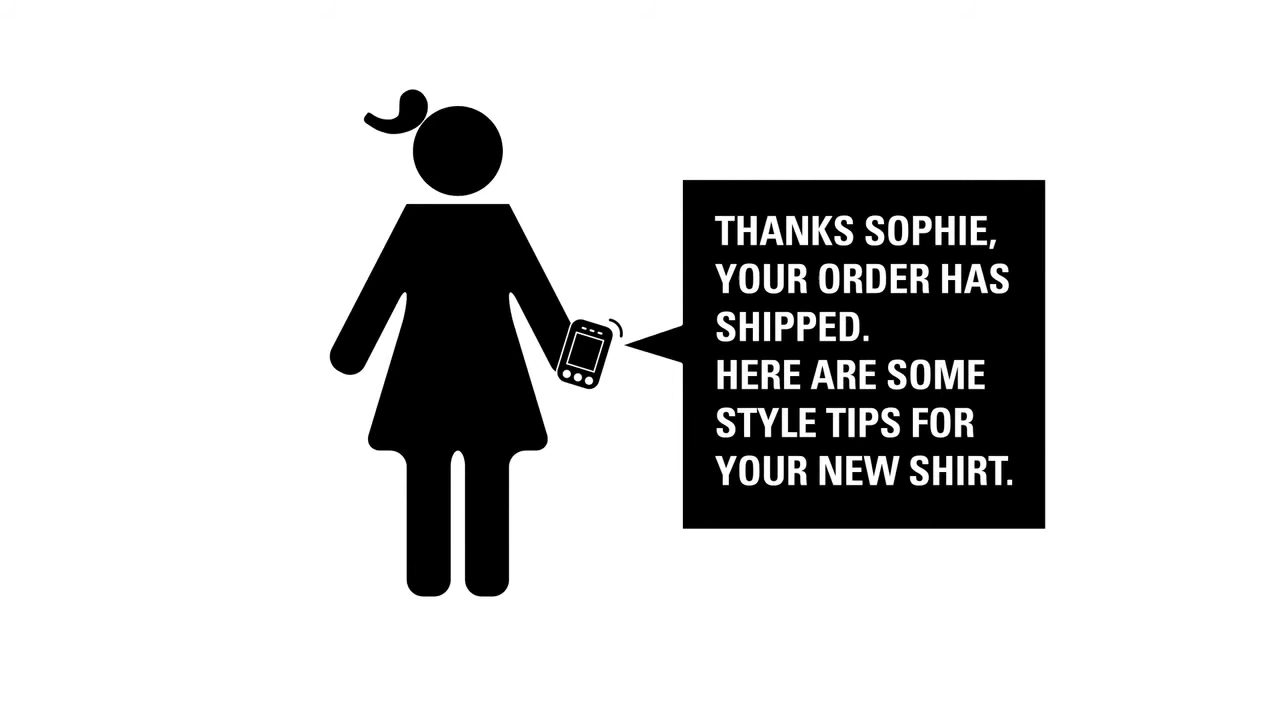 THANKS SOPHIE,
YOUR ORDER HAS
SHIPPED.
HERE ARE SOME
STYLE TIPS FOR
YOUR NEW SHIRT.